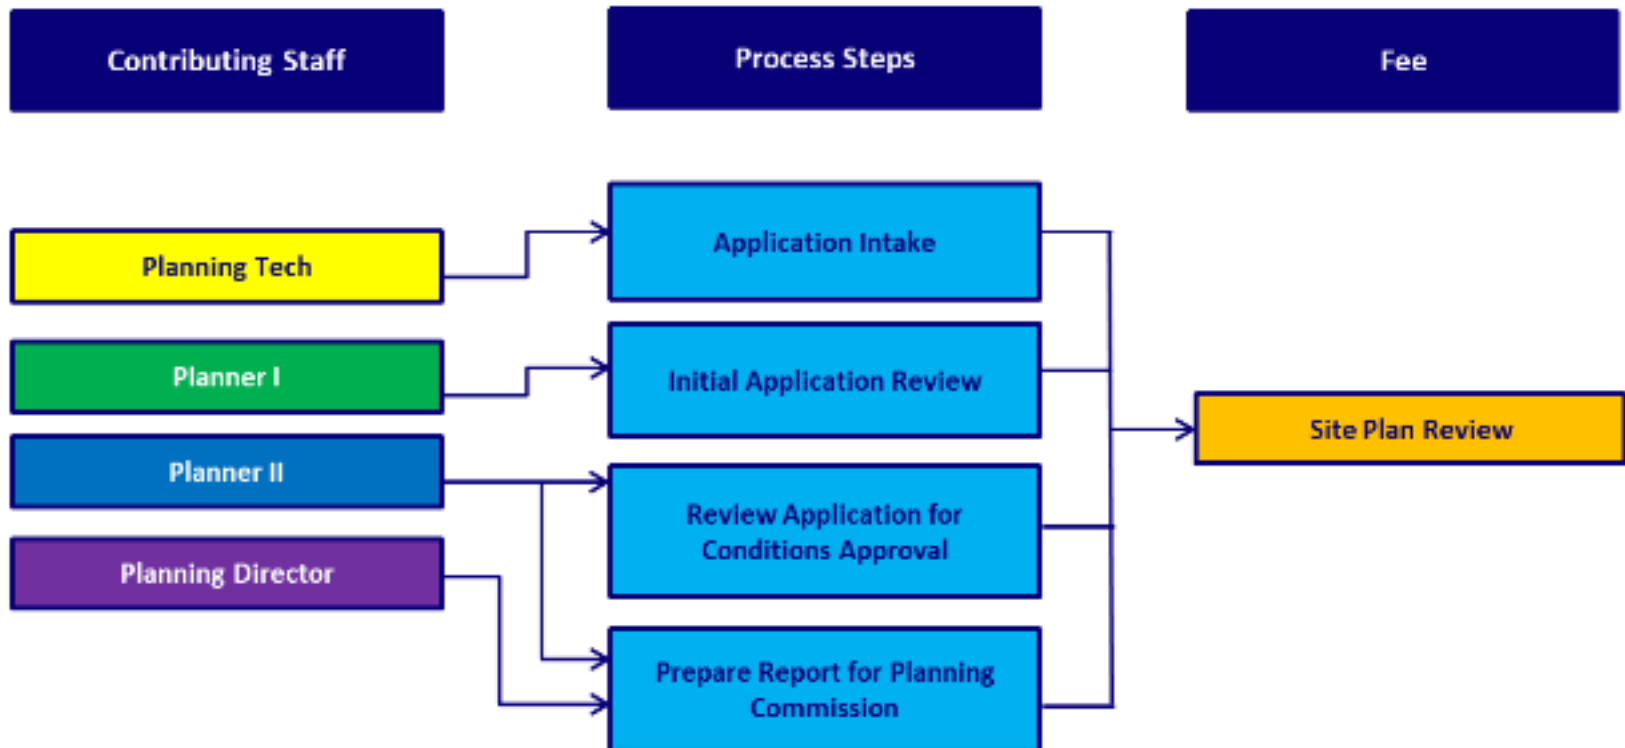 Contributing Staff
Process Steps
Fee
Planning Tech
Planner I
Planner II
Planning Director
Application Intake
Initial Application Review
Review Application for
Conditions Approval
Prepare Report for Planning
Commission
Site Plan Review